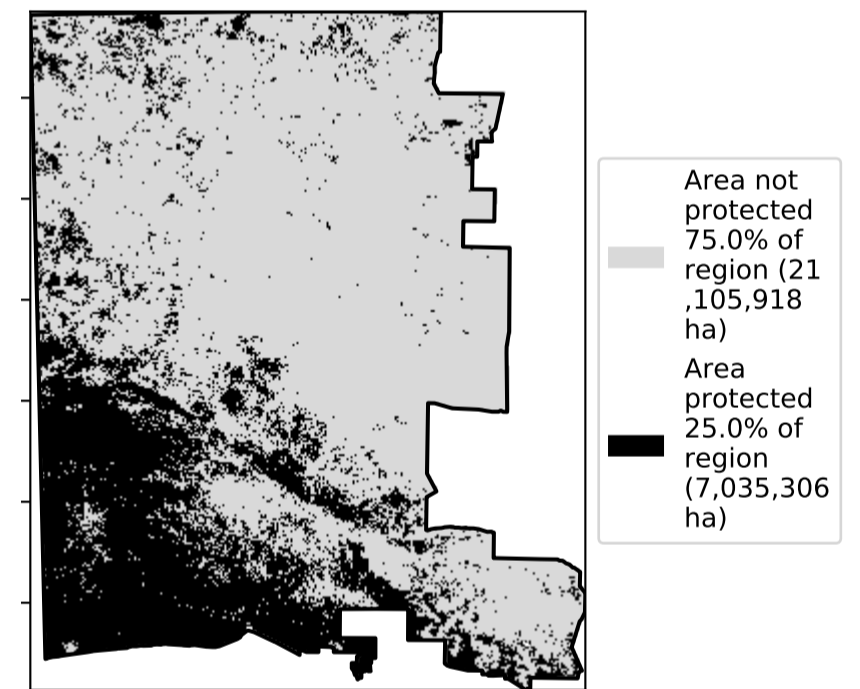 Area not
protected
75.0% of
region (21
,105,918
ha)
Area
protected
25.0% of
region
(7,035,306
ha)